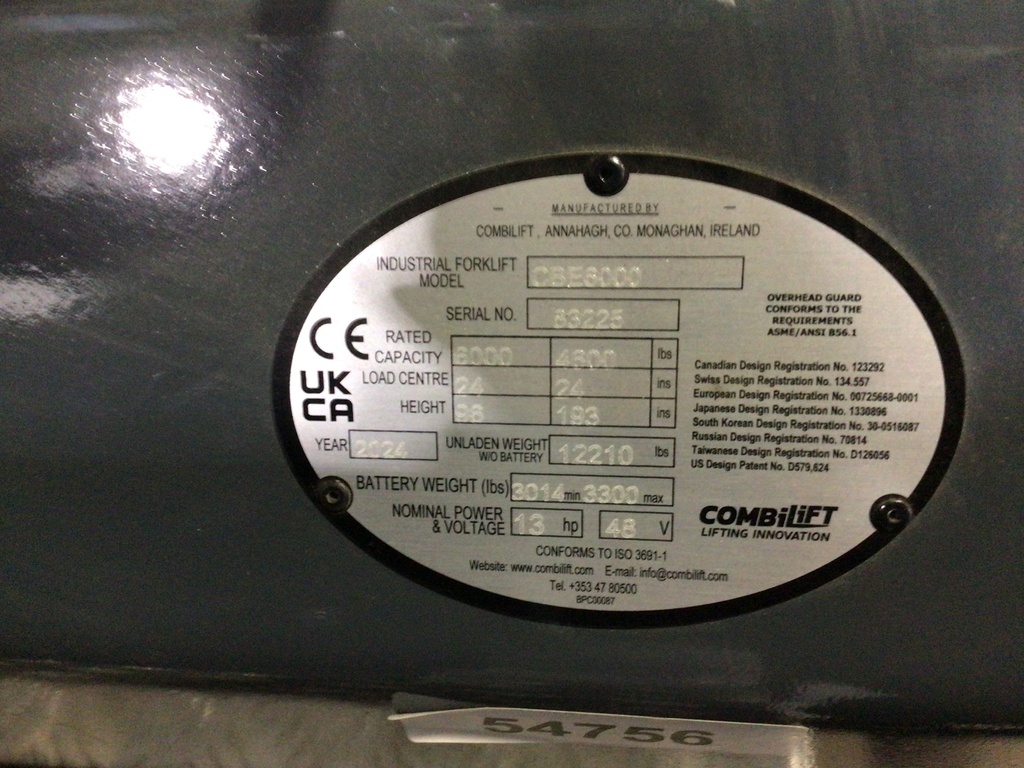 MANUFACTURED BY
COMBILIFT , ANNAHAGH, CO. MONAGHAN, IRELAND
INDUSTRIAL FORKLIFT MODEL CBE6000
SERIAL NO. 63225
CE
UK
CA
RATED CAPACITY 6000 4600 lbs
LOAD CENTRE 24 24 ins
HEIGHT 193 ins
YEAR 2024
UNLADEN WEIGHT W/O BATTERY 12210 lbs
BATTERY WEIGHT (lbs) 3014 min 3300 max
NOMINAL POWER & VOLTAGE 13 hp 48 V
CONFORMS TO ISO 3691-1
Website: www.combilift.com E-mail: info@combilift.com
Tel. +353 47 80500
BPC00087
OVERHEAD GUARD
CONFORMS TO THE
REQUIREMENTS
ASME/ANSI B56.1
Canadian Design Registration No. 123292
Swiss Design Registration No. 134.557
European Design Registration No. 00725668-0001
Japanese Design Registration No. 1330896
South Korean Design Registration No. 30-0516087
Russian Design Registration No. 70814
Taiwanese Design Registration No. D126056
US Design Patent No. D579,624
COMBiLiFT
LIFTING INNOVATION
54756